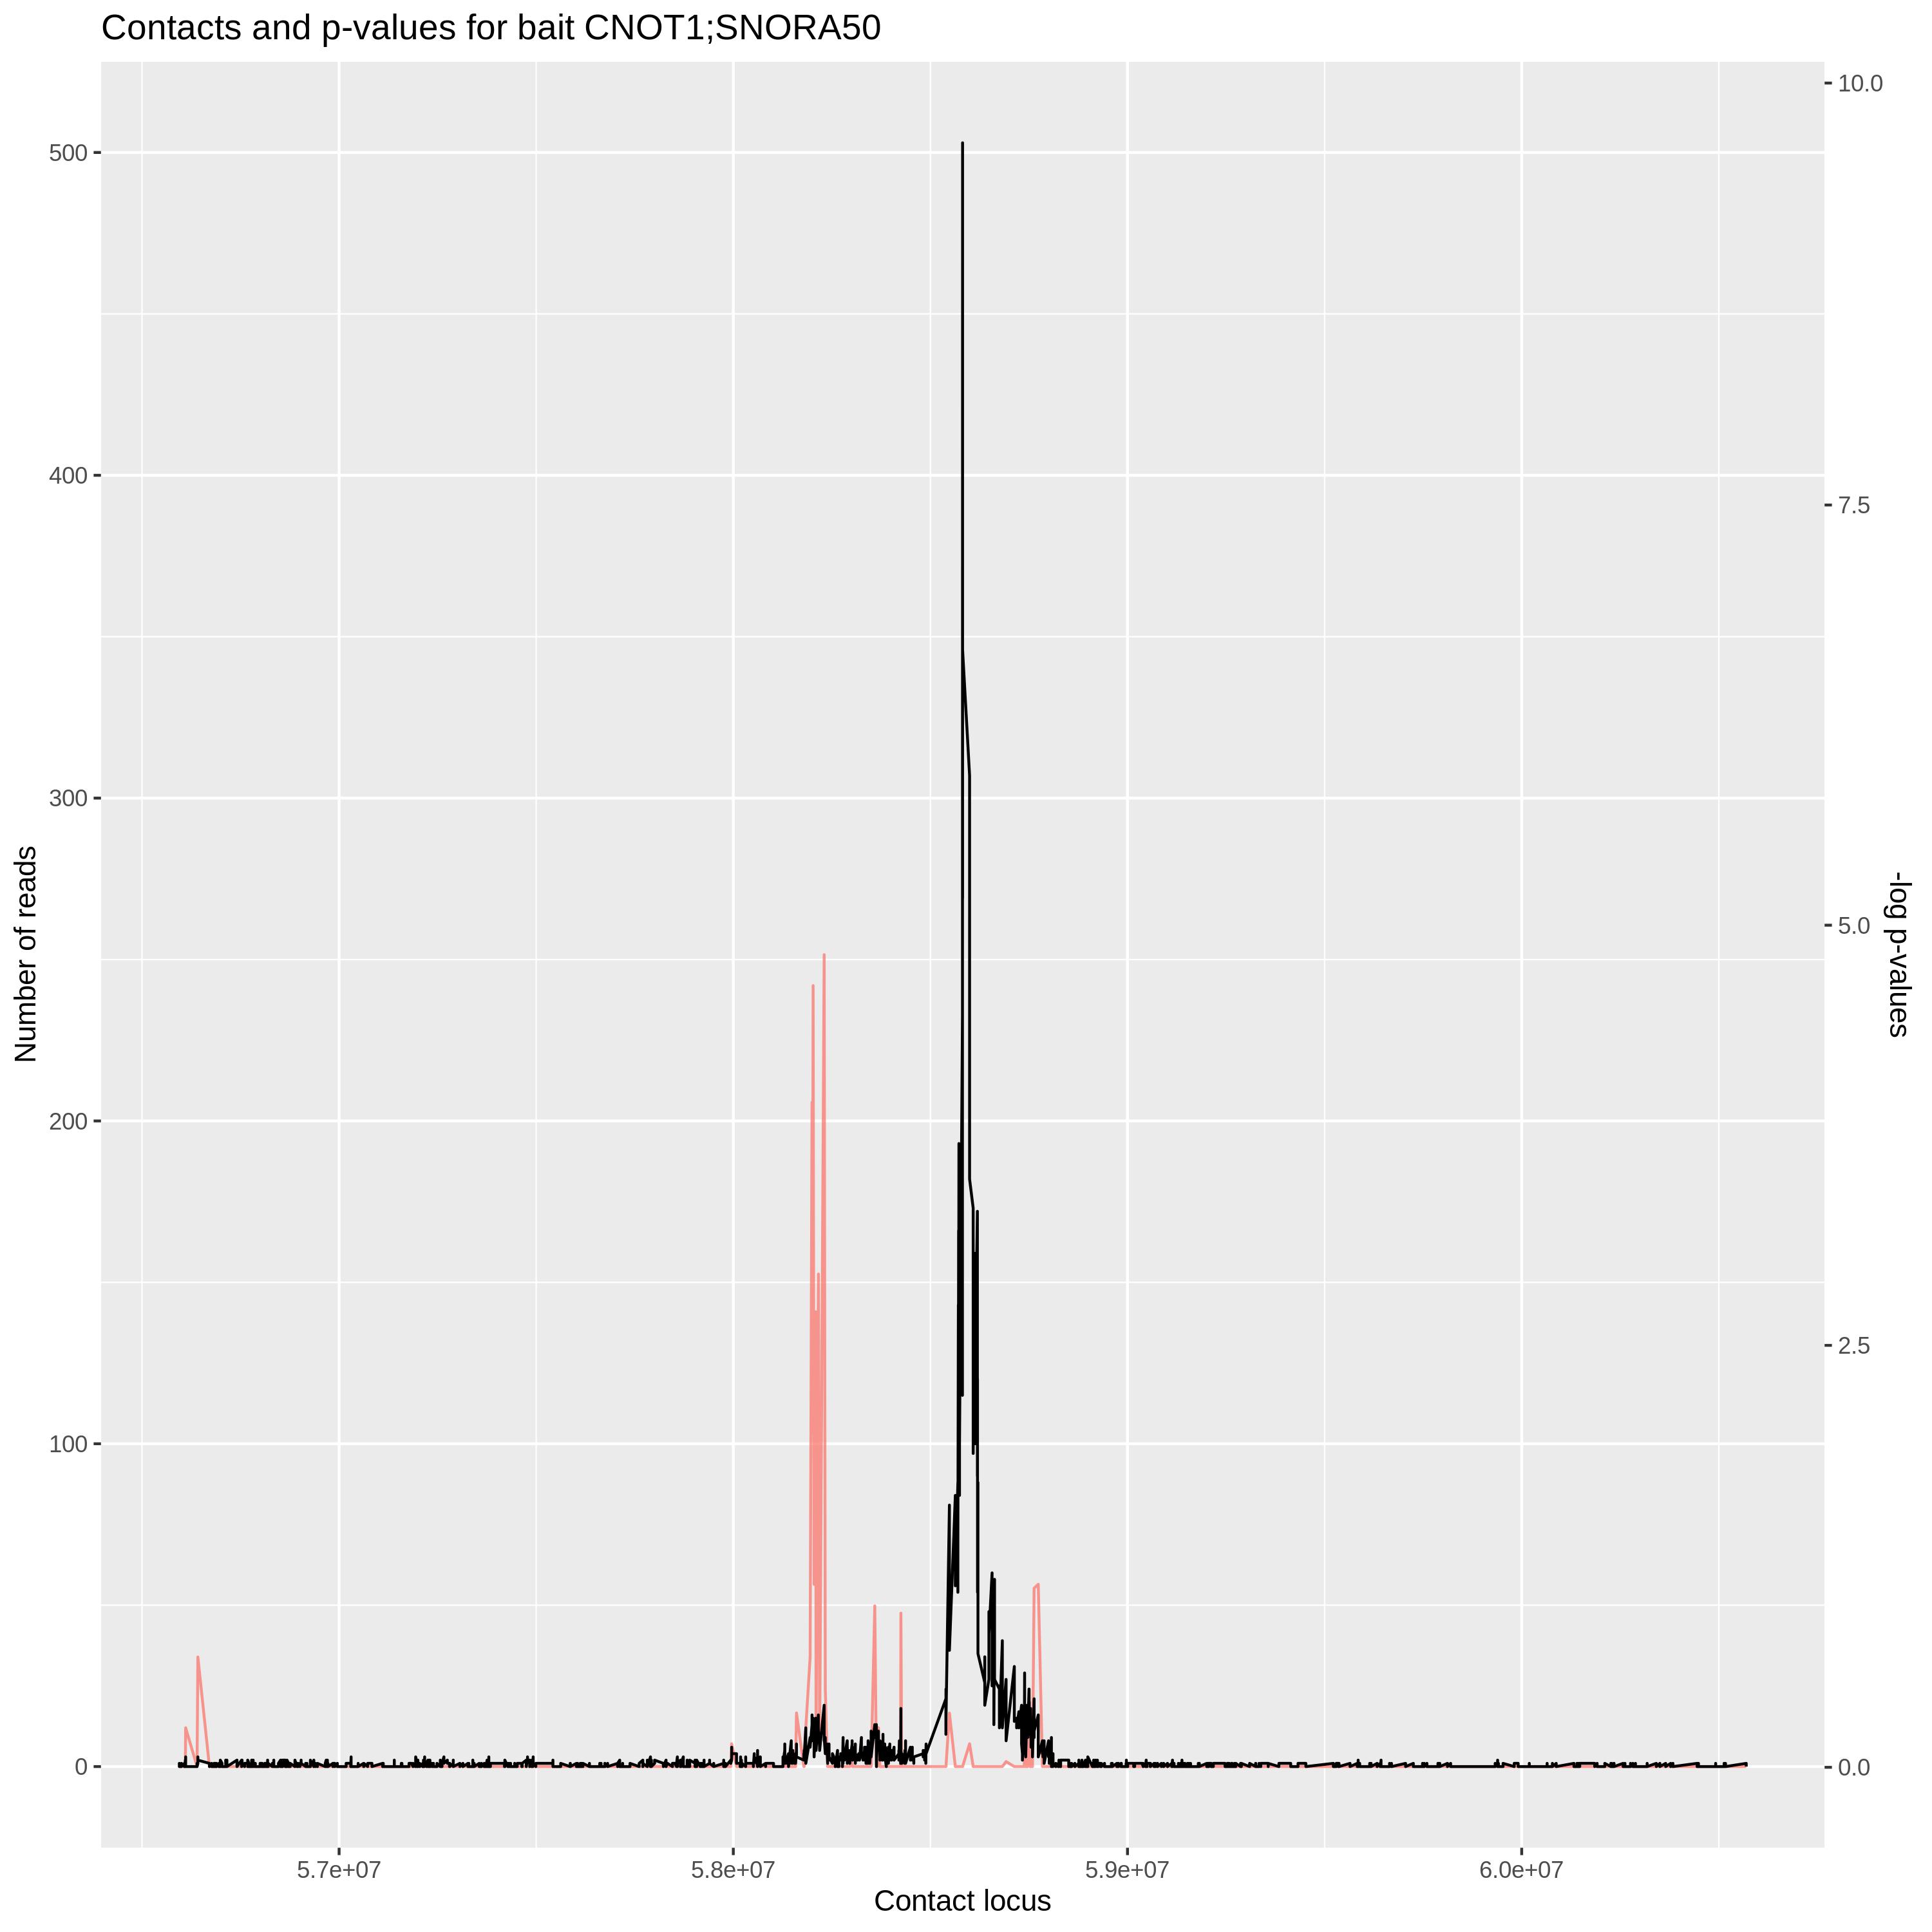 Contacts and p-values for bait CNOT1;SNORA50
500
400
300
200
100
0
Number of reads
10.0
7.5
5.0
2.5
0.0
-log p-values
5.7e+07
5.8e+07
5.9e+07
6.0e+07
Contact locus